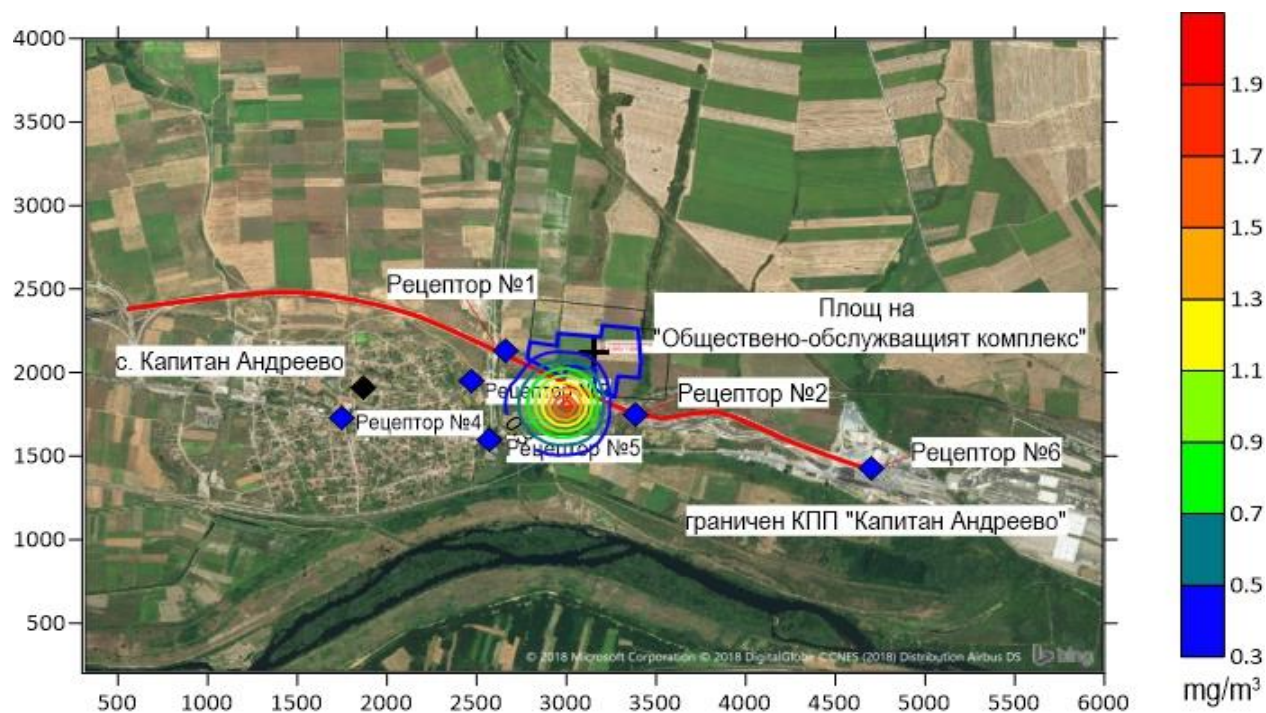 4000
3500
3000
2500
2000
1500
1000
500
Рецептор №1
Площ на
"Обществено-обслужващият комплекс"
с. Капитан Андреево
Рецептор
Рецептор №2
Рецептор №4
Рецептор №5
Рецептор №6
граничен КПП "Капитан Андреево"
© 2018 Microsoft Corporation © 2018 DigitalGlobe ©CNES (2018) Distribution Airbus DS
bing
500 1000 1500 2000 2500 3000 3500 4000 4500 5000 5500 6000
1.9
1.7
1.5
1.3
1.1
0.9
0.7
0.5
0.3
mg/m³